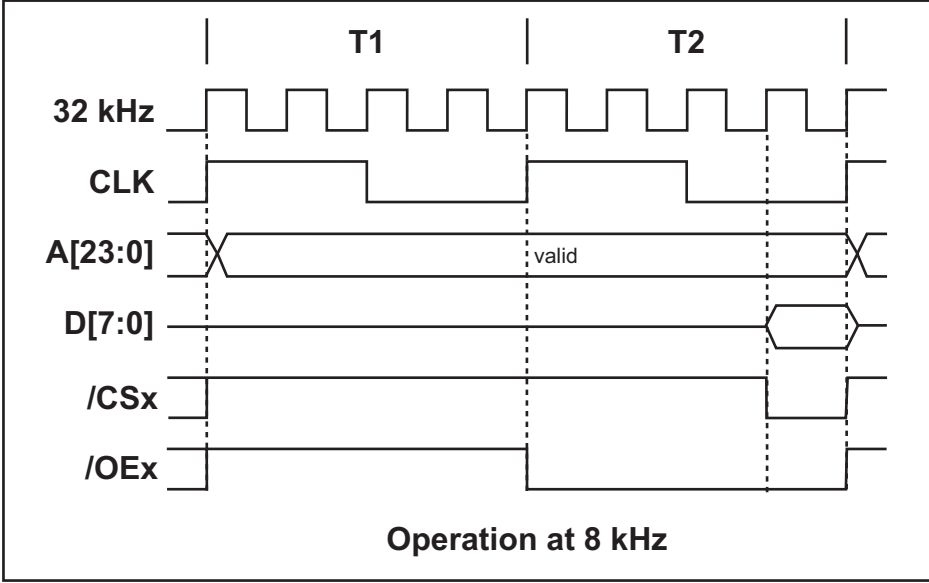 T1 T2
32 kHz
CLK
A[23:0] valid
D[7:0]
/CSx
/OEx
Operation at 8 kHz